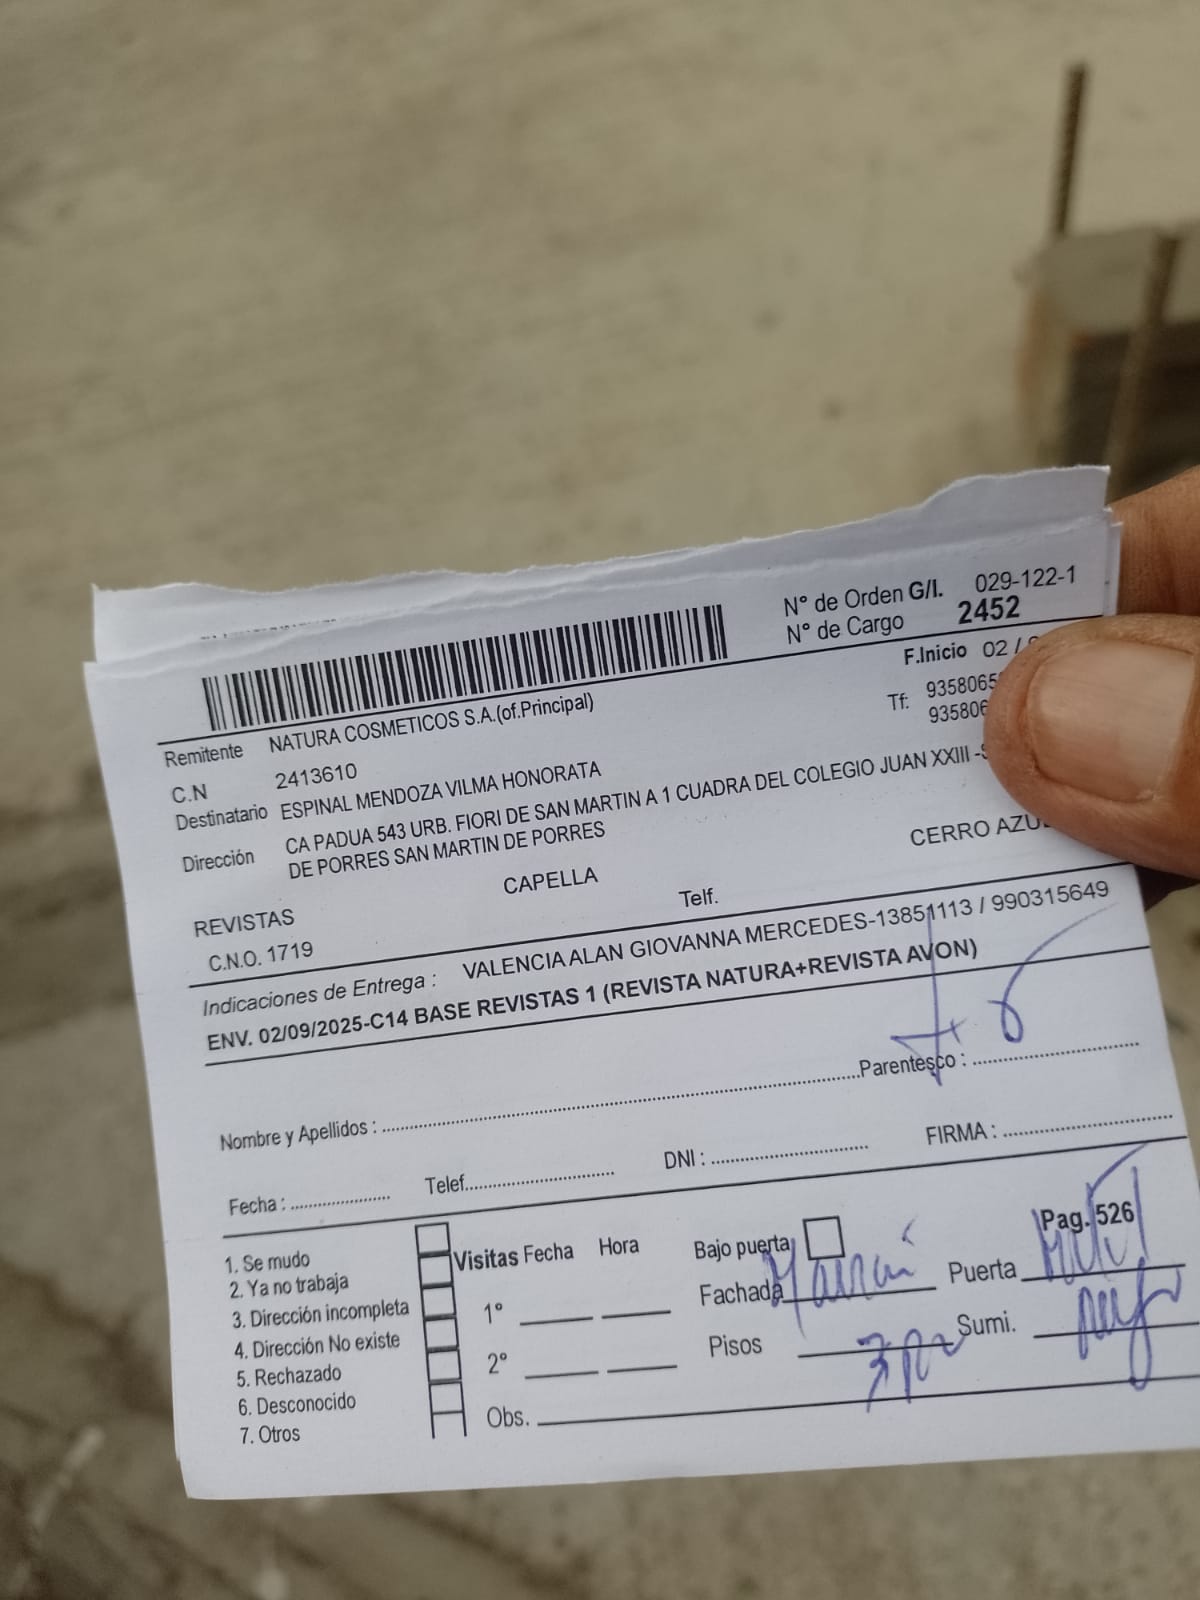 N° de Orden G/I. 029-122-1
N° de Cargo 2452
F.Inicio 02 /
Remitente NATURA COSMETICOS S.A.(of.Principal)
Tf: 9358065
935806
C.N 2413610
Destinatario ESPINAL MENDOZA VILMA HONORATA
Dirección CA PADUA 543 URB. FIORI DE SAN MARTIN A 1 CUADRA DEL COLEGIO JUAN XXIII -
DE PORRES SAN MARTIN DE PORRES
CERRO
REVISTAS CAPELLA
C.N.O. 1719 Telf.
Indicaciones de Entrega : VALENCIA ALAN GIOVANNA MERCEDES-13851113 / 990315649
ENV. 02/09/2025-C14 BASE REVISTAS 1 (REVISTA NATURA+REVISTA AVON)
Nombre y Apellidos : Parentesco :
Fecha : Telef. DNI : FIRMA :
Pag. 526
1. Se mudo
2. Ya no trabaja
3. Dirección incompleta
4. Dirección No existe
5. Rechazado
6. Desconocido
7. Otros
Visitas Fecha Hora
1°
2°
Obs.
Bajo puerta
Fachada Puerta
Pisos Sumi.